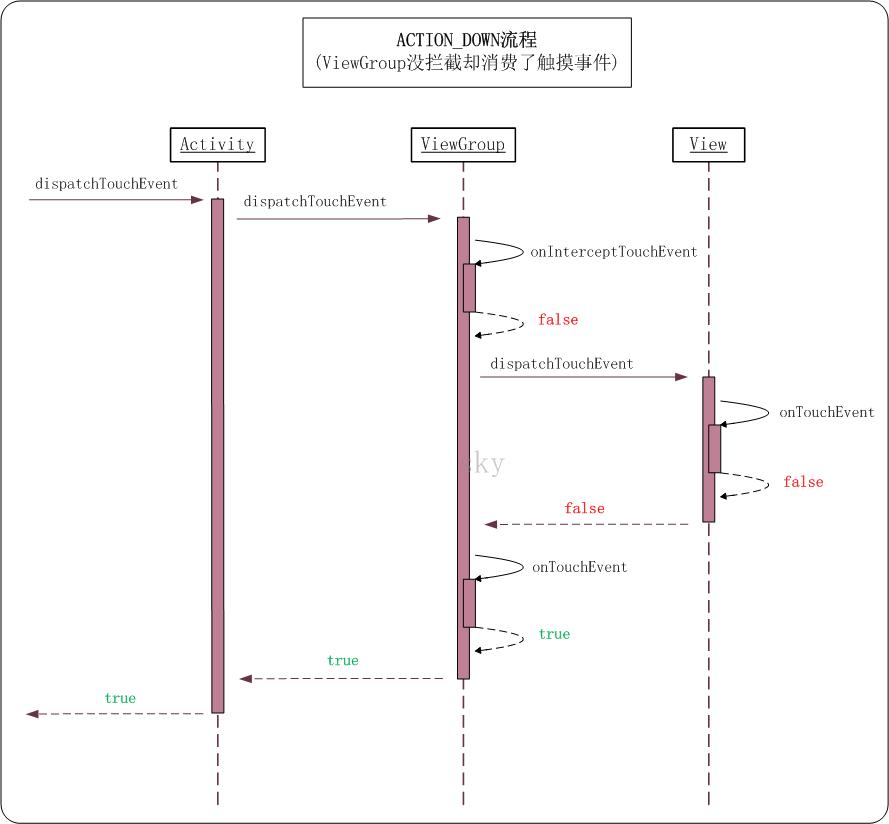 ACTION_DOWN流程
(ViewGroup没拦截却消费了触摸事件)
Activity
ViewGroup
View
dispatchTouchEvent
dispatchTouchEvent
onInterceptTouchEvent
false
dispatchTouchEvent
onTouchEvent
ky
false
false
onTouchEvent
true
true
true